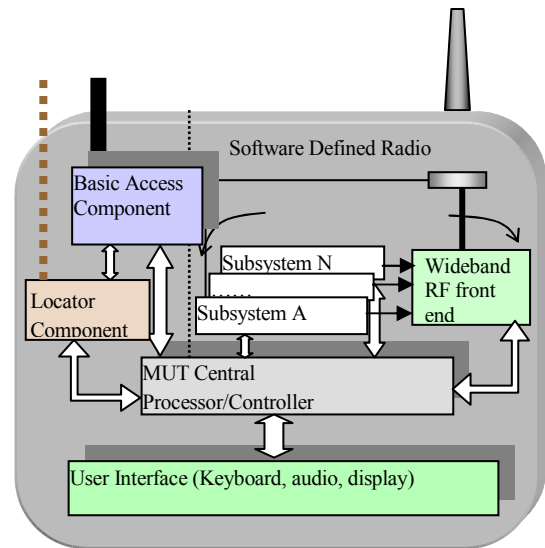 Software Defined Radio
Basic Access
Component
Subsystem N
.......
Subsystem A
Wideband
RF front
end
Locator
Component
MUT Central
Processor/Controller
User Interface (Keyboard, audio, display)